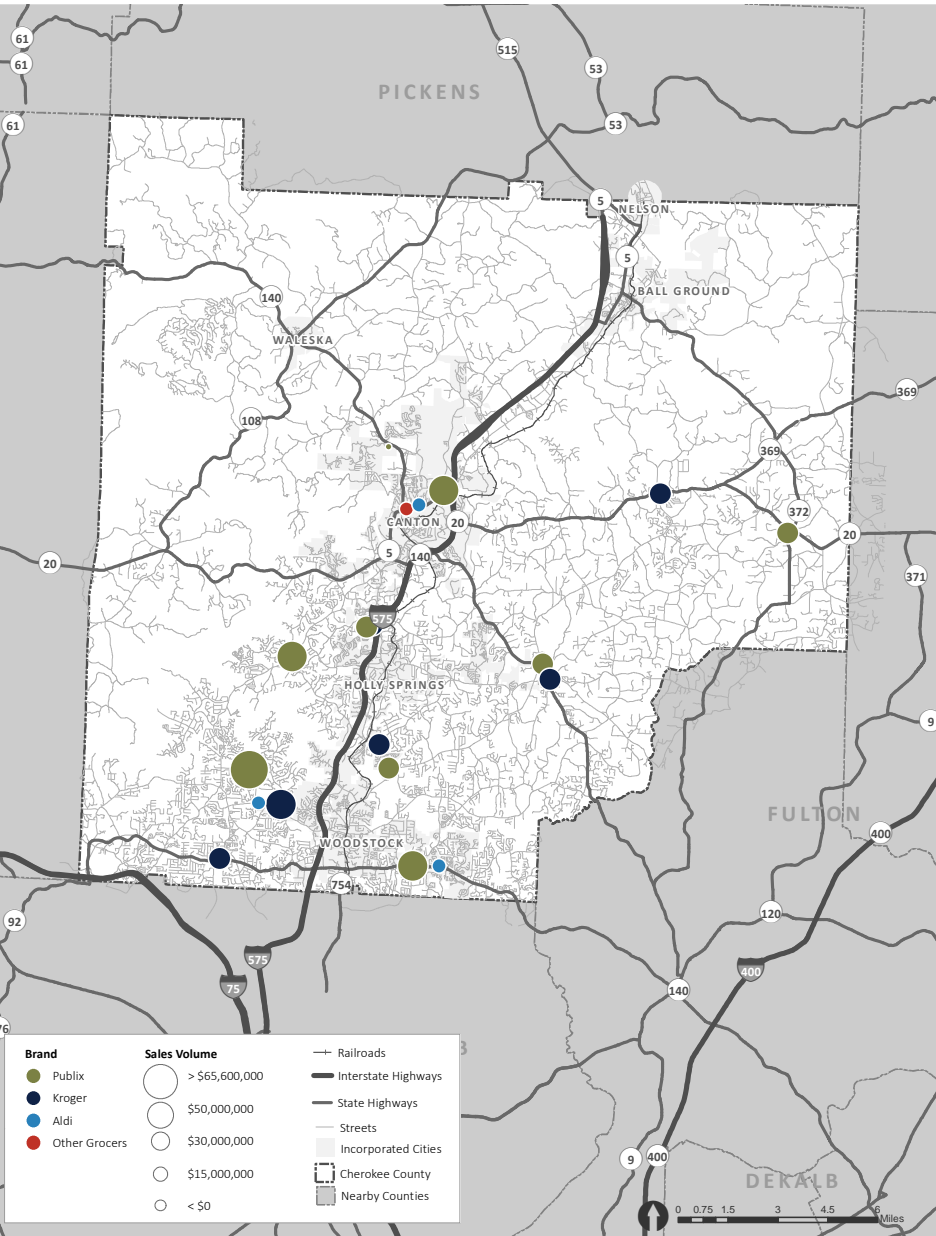 61
515
61
53
PICKENS
61
53
5
NELSON
5
BALL GROUND
140
WALESKA
369
108
369
372
CANTON
20
20
5
140
20
371
575
HOLLY SPRINGS
9
FULTON
400
WOODSTOCK
754
92
120
575
400
75
140
Brand
Publix
Kroger
Aldi
Other Grocers
Sales Volume
> $65,600,000
$50,000,000
$30,000,000
$15,000,000
< $0
Railroads
Interstate Highways
State Highways
Streets
Incorporated Cities
Cherokee County
Nearby Counties
9
400
DEKALB
0 0.75 1.5 3 4.5 6
Miles